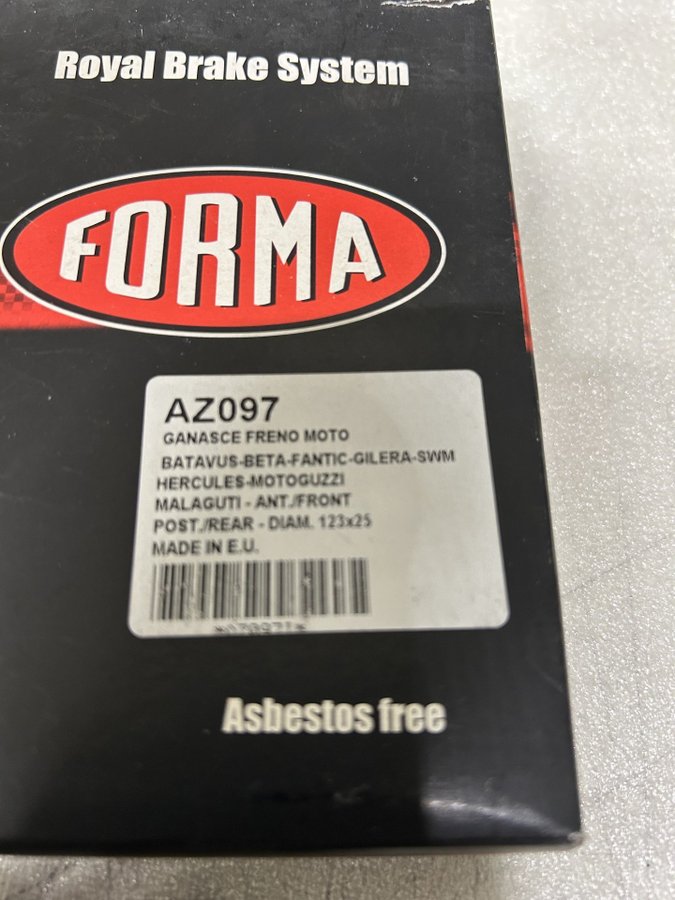 Royal Brake System
FORMA
AZ097
GANASCE FRENO MOTO
BATAVUS-BETA-FANTIC-GILERA-SWM
HERCULES-MOTOGUZZI
MALAGUTI - ANT./FRONT
POST./REAR - DIAM. 123x25
MADE IN E.U.
Asbestos free